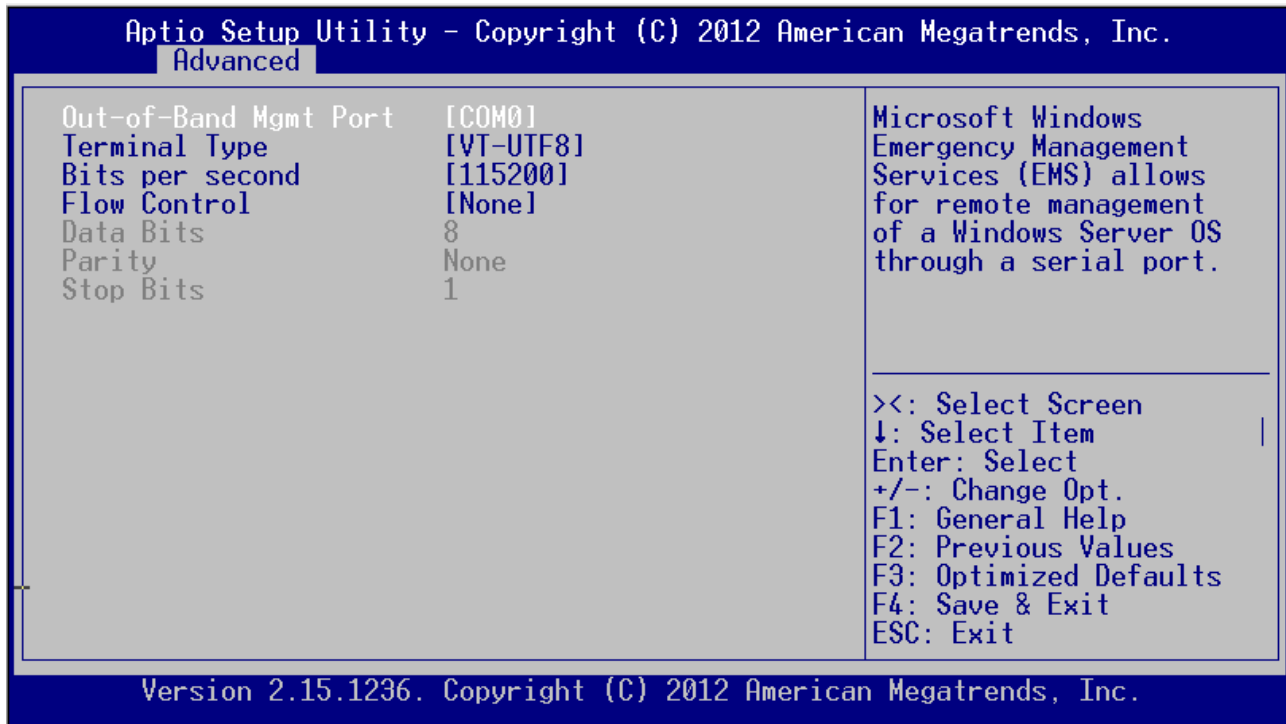 Aptio Setup Utility - Copyright (C) 2012 American Megatrends, Inc.
Advanced
Out-of-Band Mgmt Port [COM0]
Terminal Type [VT-UTF8]
Bits per second [115200]
Flow Control [None]
Data Bits 8
Parity None
Stop Bits 1
Microsoft Windows
Emergency Management
Services (EMS) allows
for remote management
of a Windows Server OS
through a serial port.
><: Select Screen
↓: Select Item
Enter: Select
+/-: Change Opt.
F1: General Help
F2: Previous Values
F3: Optimized Defaults
F4: Save & Exit
ESC: Exit
Version 2.15.1236. Copyright (C) 2012 American Megatrends, Inc.